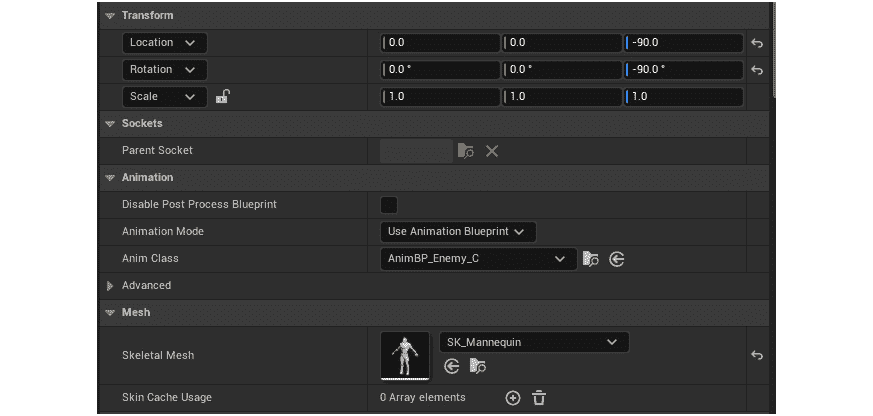 Transform
Location 0.0 0.0 -90.0
Rotation 0.0 ° 0.0 ° -90.0 °
Scale 1.0 1.0 1.0
Sockets
Parent Socket
Animation
Disable Post Process Blueprint
Animation Mode Use Animation Blueprint
Anim Class AnimBP_Enemy_C
Advanced
Mesh
SK_Mannequin
Skeletal Mesh
Skin Cache Usage 0 Array elements